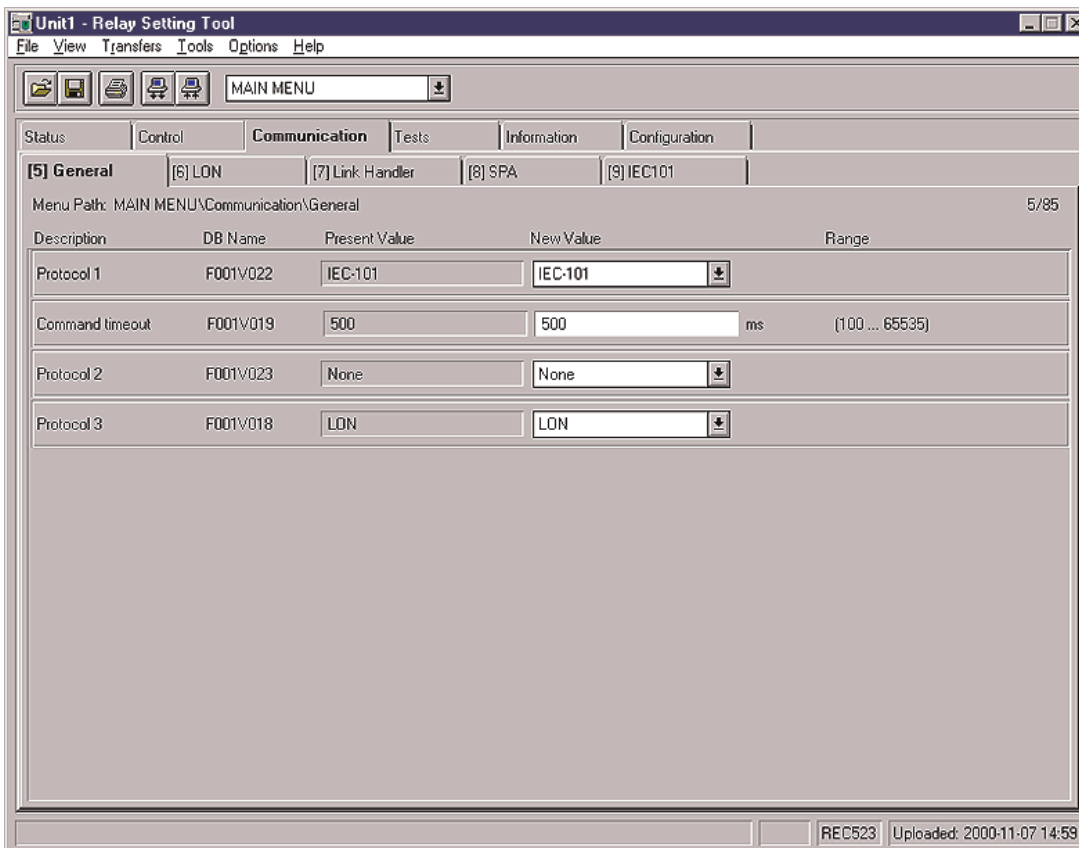 Unit1 - Relay Setting Tool
File View Transfers Tools Options Help
MAIN MENU
Status Control Communication Tests Information Configuration
[5] General [6] LON [7] Link Handler [8] SPA [9] IEC101
Menu Path: MAIN MENU\Communication\General 5/85
Description DB Name Present Value New Value Range
Protocol 1 F001V022 IEC-101 IEC-101
Command timeout F001V019 500 500 ms (100 ... 65535)
Protocol 2 F001V023 None None
Protocol 3 F001V018 LON LON
REC523 Uploaded: 2000-11-07 14:59